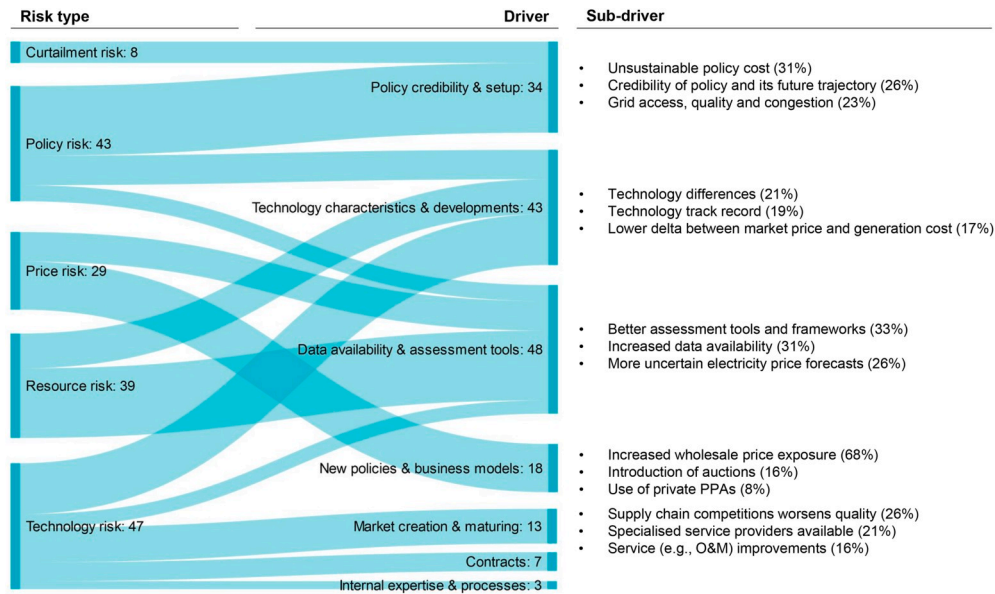 Risk type
Driver
Sub-driver
Curtailment risk: 8
Policy risk: 43
Price risk: 29
Resource risk: 39
Technology risk: 47
Policy credibility & setup: 34
Technology characteristics & developments: 43
Data availability & assessment tools: 48
New policies & business models: 18
Market creation & maturing: 13
Contracts: 7
Internal expertise & processes: 3
• Unsustainable policy cost (31%)
• Credibility of policy and its future trajectory (26%)
• Grid access, quality and congestion (23%)
• Technology differences (21%)
• Technology track record (19%)
• Lower delta between market price and generation cost (17%)
• Better assessment tools and frameworks (33%)
• Increased data availability (31%)
• More uncertain electricity price forecasts (26%)
• Increased wholesale price exposure (68%)
• Introduction of auctions (16%)
• Use of private PPAs (8%)
• Supply chain competitions worsens quality (26%)
• Specialised service providers available (21%)
• Service (e.g., O&M) improvements (16%)